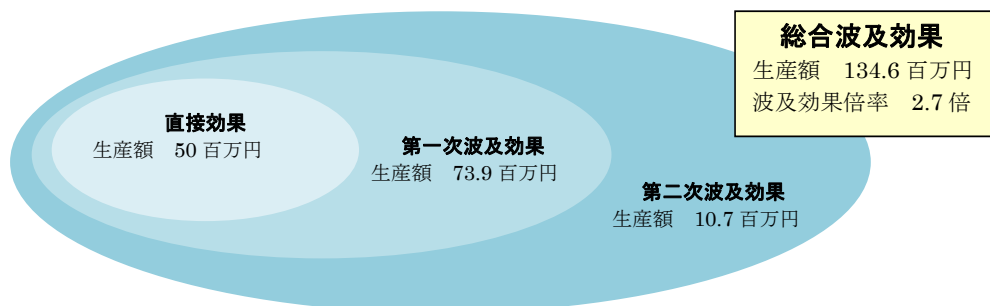 総合波及効果
生産額　134.6 百万円
波及効果倍率　2.7 倍
直接効果
生産額　50 百万円
第一次波及効果
生産額　73.9 百万円
第二次波及効果
生産額　10.7 百万円